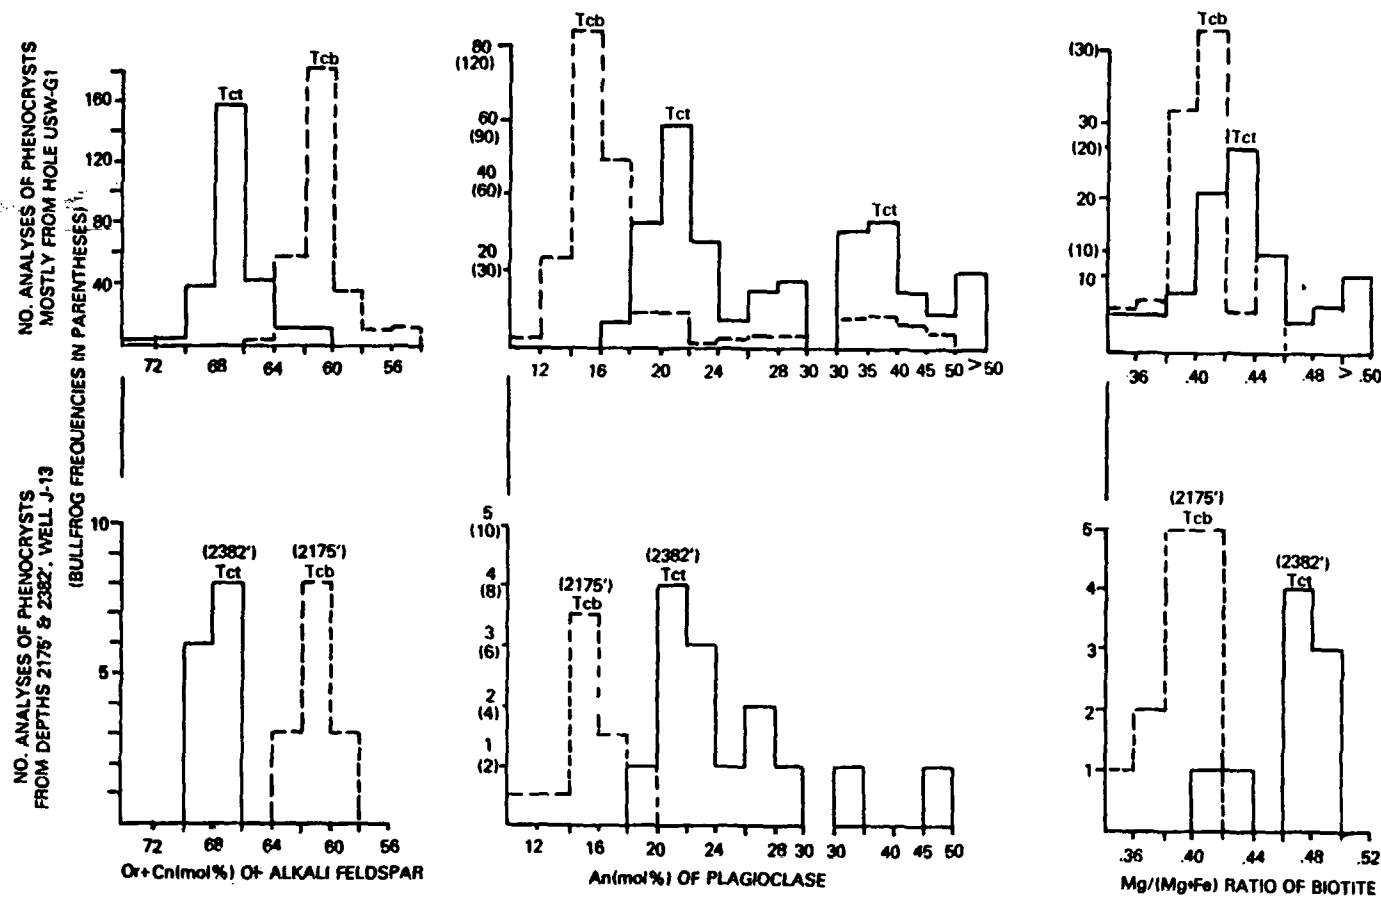 NO. ANALYSES OF PHENOCRYSTS
MOSTLY FROM HOLE USW-G1
(BULLFROG FREQUENCIES IN PARENTHESES)
NO. ANALYSES OF PHENOCRYSTS
FROM DEPTHS 2175' & 2382', WELL J-13
160
120
80
40
Tct
Tcb
72 68 64 60 56
80
(120)
60
(90)
40
(60)
20
(30)
Tcb
Tct
Tct
12 16 20 24 28 30 30 35 40 45 50 >50
(30)
30
(20)
20
(10)
10
Tcb
Tct
.36 .40 .44 .48 > .50
10
5
(2382')
Tct
(2175')
Tcb
72 68 64 60 56
Or+Cn(mol%) OF ALKALI FELDSPAR
5
(10)
4
(8)
3
(6)
2
(4)
1
(2)
(2175')
Tcb
(2382')
Tct
12 16 20 24 28 30 30 40 45 50
An(mol%) OF PLAGIOCLASE
5
4
3
2
1
(2175')
Tcb
(2382')
Tct
.36 .40 .44 .48 .52
Mg/(Mg+Fe) RATIO OF BIOTITE